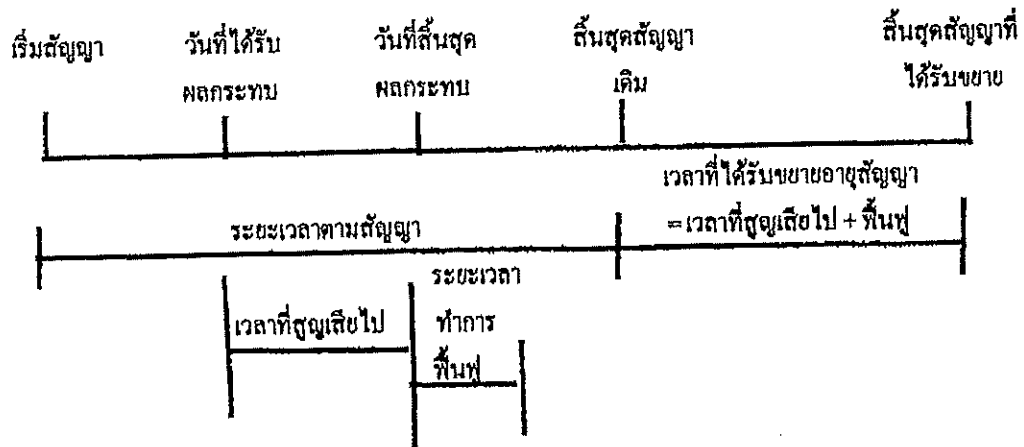 เริ่มสัญญา
วันที่ได้รับ
ผลกระทบ
วันที่สิ้นสุด
ผลกระทบ
สิ้นสุดสัญญา
เดิม
สิ้นสุดสัญญาที่
ได้รับขยาย
ระยะเวลาตามสัญญา
เวลาที่ได้รับขยายอายุสัญญา
=เวลาที่สูญเสียไป + ฟื้นฟู
เวลาที่สูญเสียไป
ระยะเวลา
ทำการ
ฟื้นฟู